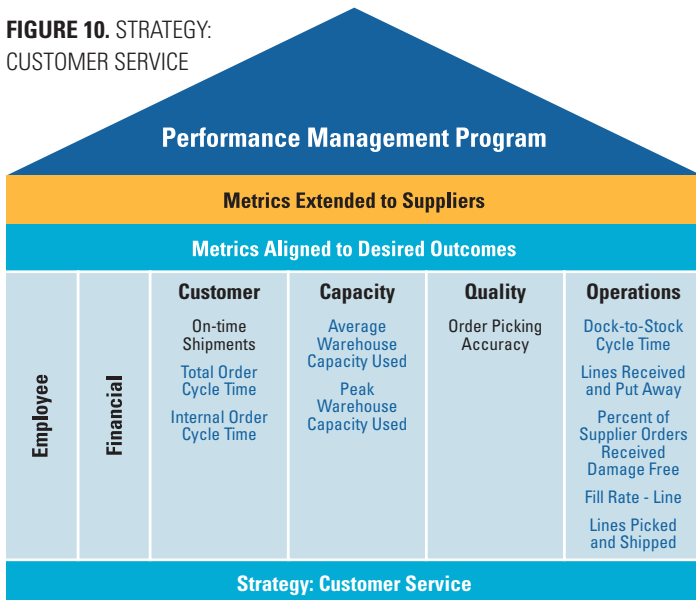 FIGURE 10. STRATEGY:
CUSTOMER SERVICE
Performance Management Program
Metrics Extended to Suppliers
Metrics Aligned to Desired Outcomes
Employee
Financial
Customer
On-time
Shipments
Total Order
Cycle Time
Internal Order
Cycle Time
Capacity
Average
Warehouse
Capacity Used
Peak
Warehouse
Capacity Used
Quality
Order Picking
Accuracy
Operations
Dock-to-Stock
Cycle Time
Lines Received
and Put Away
Percent of
Supplier Orders
Received
Damage Free
Fill Rate - Line
Lines Picked
and Shipped
Strategy: Customer Service